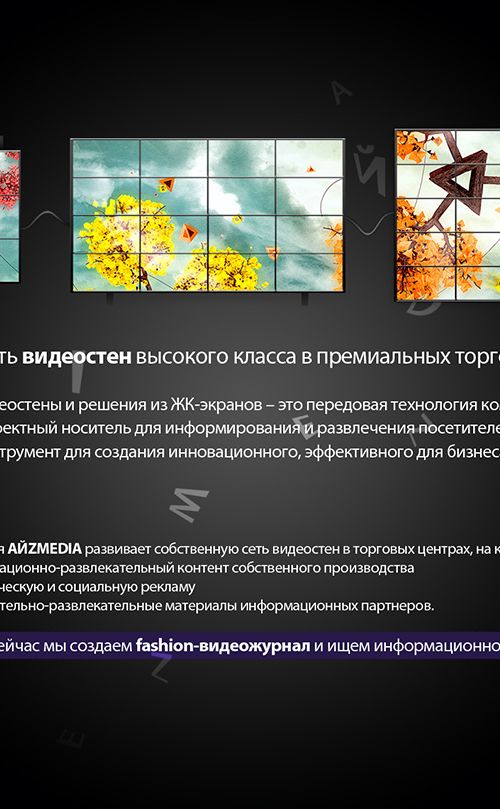 ть видеостен высокого класса в премиальных торго
еостены и решения из ЖК-экранов – это передовая технология ко
ектный носитель для информирования и развлечения посетителе
трумент для создания инновационного, эффективного для бизнес
я АЙZMEDIA развивает собственную сеть видеостен в торговых центрах, на к
ационно-развлекательный контент собственного производства
ческую и социальную рекламу
тельно-развлекательные материалы информационных партнеров.
ейчас мы создаем fashion-видеожурнал и ищем информационно